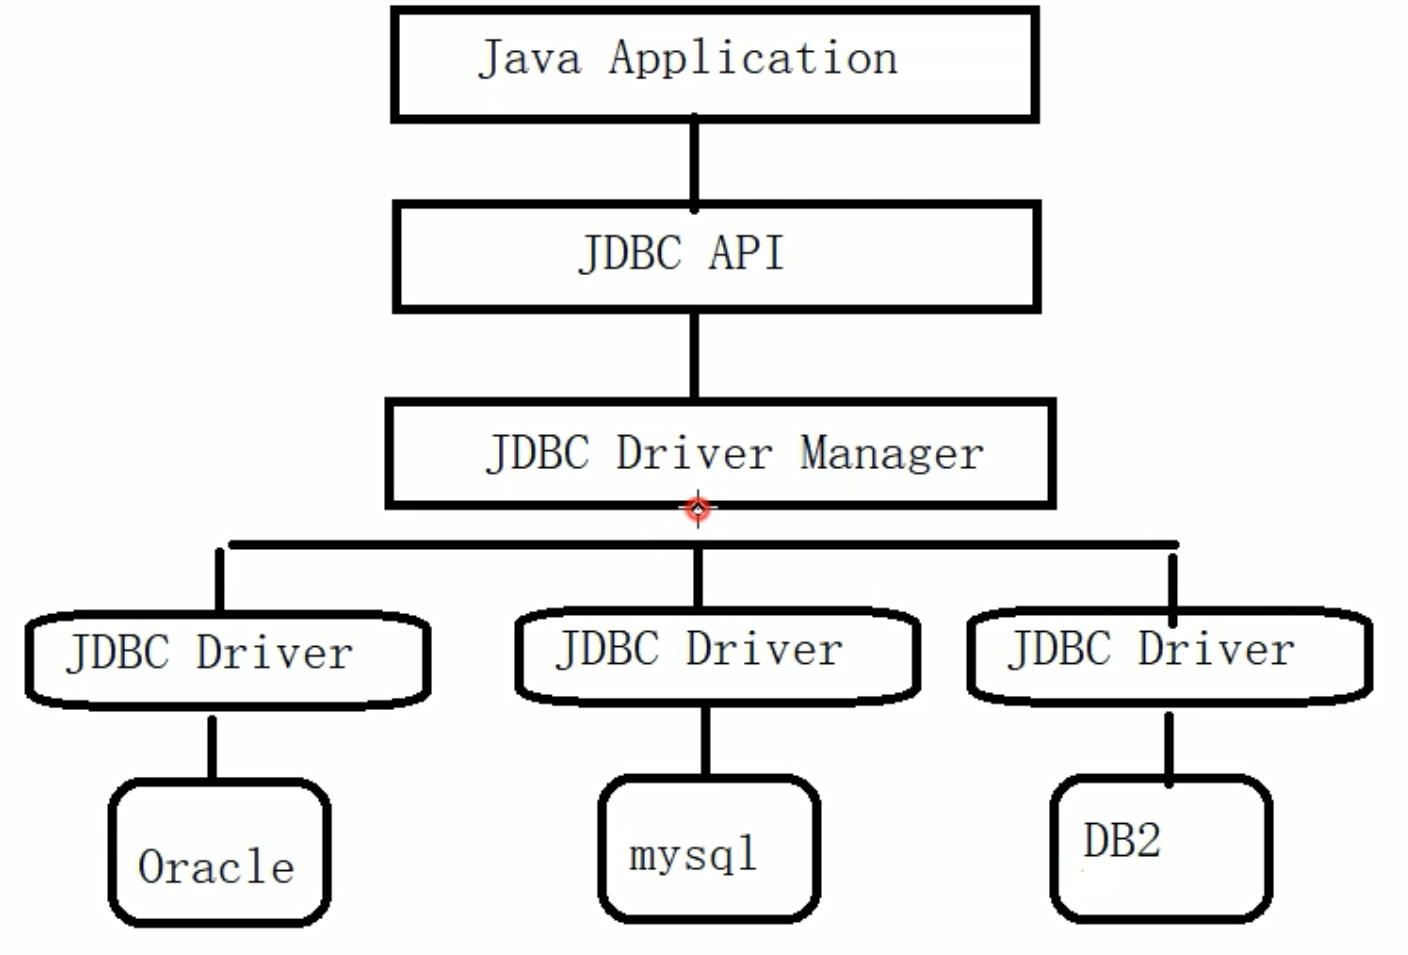 Java Application
JDBC API
JDBC Driver Manager
JDBC Driver
JDBC Driver
JDBC Driver
Oracle
mysql
DB2